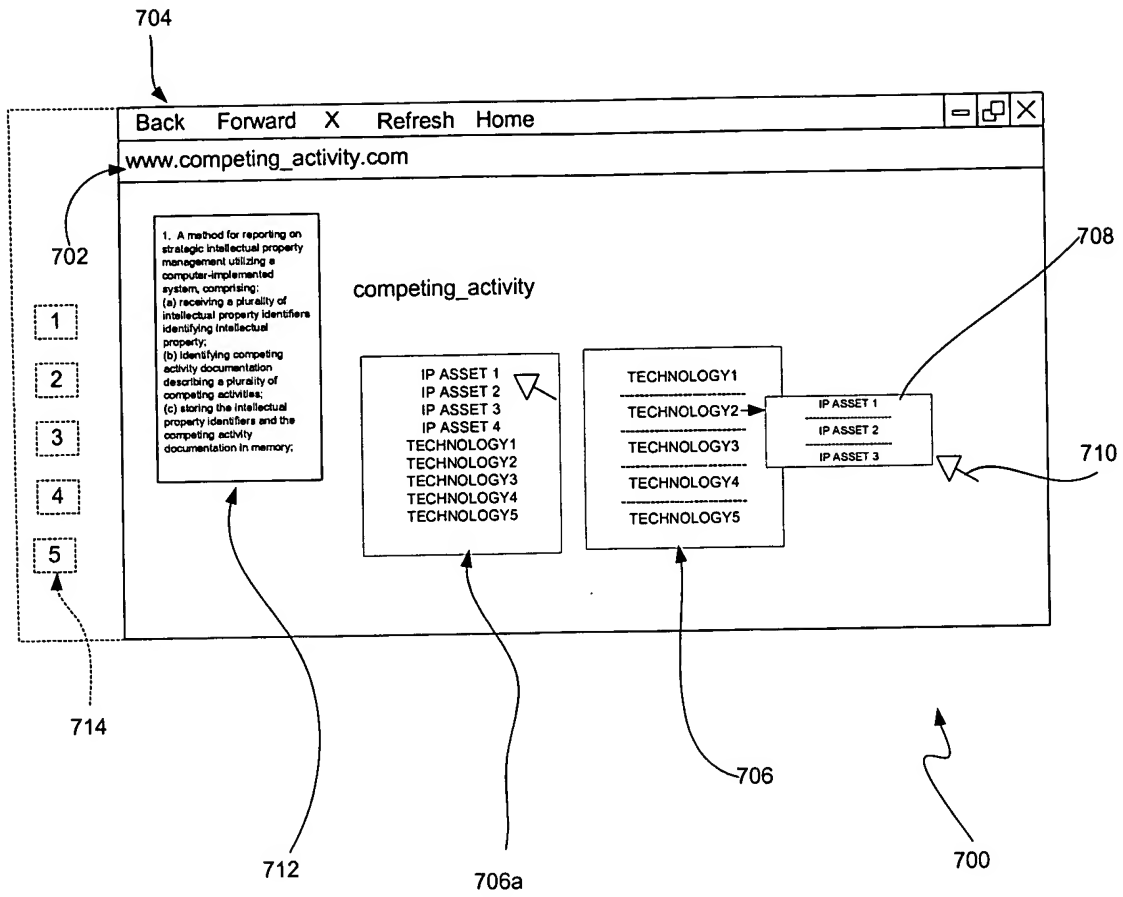 704
Back Forward X Refresh Home
www.competing_activity.com
702
1. A method for reporting on
strategic intellectual property
management utilizing a
computer-implemented
system, comprising:
(a) receiving a plurality of
intellectual property identifiers
identifying intellectual
property;
(b) identifying competing
activity documentation
describing a plurality of
competing activities;
(c) storing the intellectual
property identifiers and the
competing activity
documentation in memory;
competing_activity
708
1
2
3
4
5
IP ASSET 1
IP ASSET 2
IP ASSET 3
IP ASSET 4
TECHNOLOGY1
TECHNOLOGY2
TECHNOLOGY3
TECHNOLOGY4
TECHNOLOGY5
TECHNOLOGY1
TECHNOLOGY2
TECHNOLOGY3
TECHNOLOGY4
TECHNOLOGY5
IP ASSET 1
IP ASSET 2
IP ASSET 3
710
714
706
712
706a
700